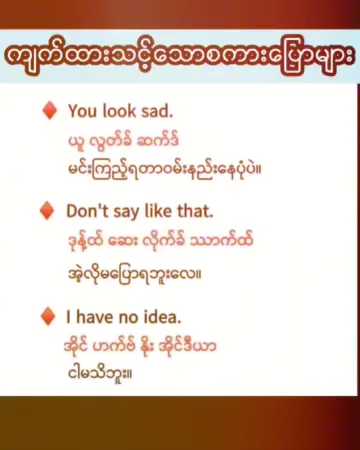 ကျက်ထားသင့်သောစကားပြောများ
You look sad.
ယူ လွတ်ခ် ဆက်ဒ်
မင်းကြည့်ရတာဝမ်းနည်းနေပုံပဲ။
Don't say like that.
ဒုန့်ထ် ဆေး လိုက်ခ် ဿာက်ထ်
အဲ့လိုမပြောရဘူးလေ။
I have no idea.
အိုင် ဟက်ဗ် နိုး အိုင်ဒီယာ
ငါမသိဘူး။